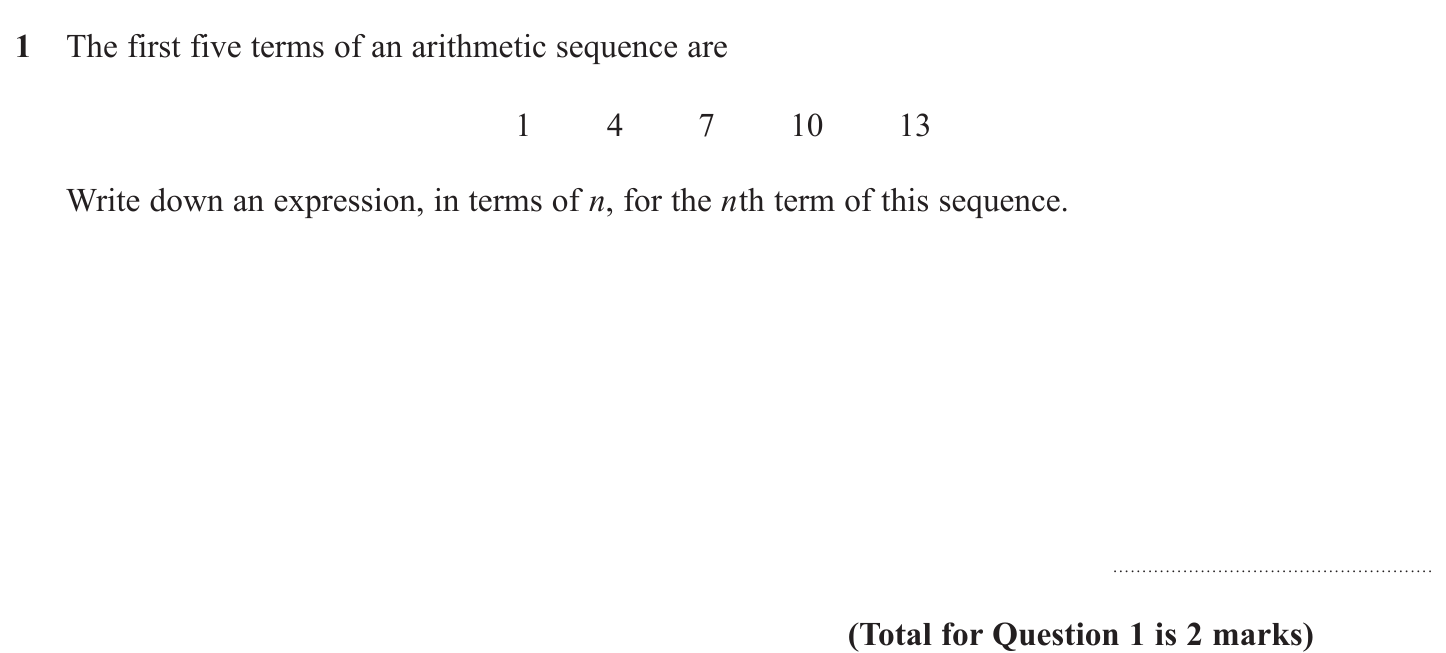 1 The first five terms of an arithmetic sequence are
1 4 7 10 13
Write down an expression, in terms of n, for the nth term of this sequence.
(Total for Question 1 is 2 marks)